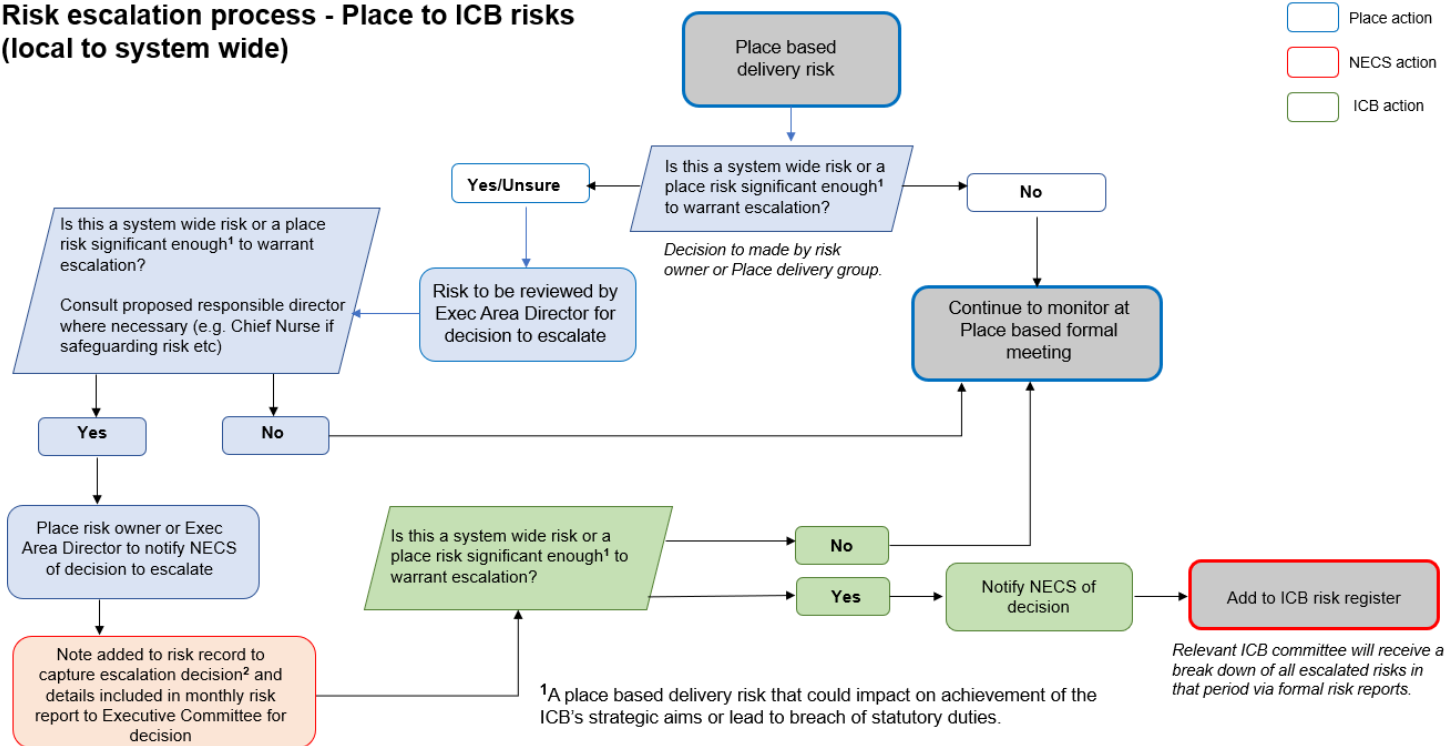 Risk escalation process - Place to ICB risks
(local to system wide)
Place action
NECS action
ICB action
Place based
delivery risk
Is this a system wide risk or a
place risk significant enough¹
to warrant escalation?
Decision to made by risk
owner or Place delivery group.
Yes/Unsure
No
Risk to be reviewed by
Exec Area Director for
decision to escalate
Continue to monitor at
Place based formal
meeting
Is this a system wide risk or a place
risk significant enough¹ to warrant
escalation?
Consult proposed responsible director
where necessary (e.g. Chief Nurse if
safeguarding risk etc)
Yes
No
Place risk owner or Exec
Area Director to notify NECS
of decision to escalate
Note added to risk record to
capture escalation decision² and
details included in monthly risk
report to Executive Committee for
decision
Is this a system wide risk or a
place risk significant enough¹ to
warrant escalation?
No
Yes
Notify NECS of
decision
Add to ICB risk register
Relevant ICB committee will receive a
break down of all escalated risks in
that period via formal risk reports.
¹A place based delivery risk that could impact on achievement of the
ICB's strategic aims or lead to breach of statutory duties.